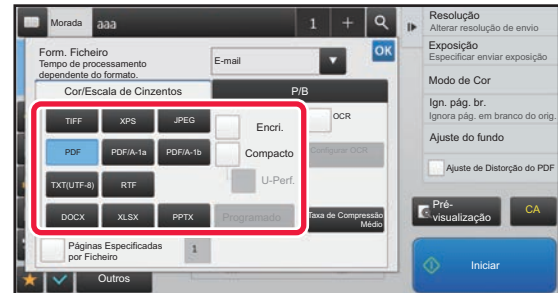 Morada
aaa
1
Form. Ficheiro
Tempo de processamento
dependente do formato.
E-mail
OK
Cor/Escala de Cinzentos
P/B
TIFF
XPS
JPEG
Encri.
OCR
PDF
PDF/A-1a
PDF/A-1b
Compacto
Configurar OCR
TXT(UTF-8)
RTF
U-Perf.
DOCX
XLSX
PPTX
Programado
Taxa de Compressão
Médio
Páginas Especificadas
por Ficheiro
1
Outros
Resolução
Alterar resolução de envio
Exposição
Especificar enviar exposição
Modo de Cor
Ign. pág. br.
Ignora pág. em branco do orig.
Ajuste do fundo
Ajuste de Distorção do PDF
Pré-
visualização
CA
Iniciar